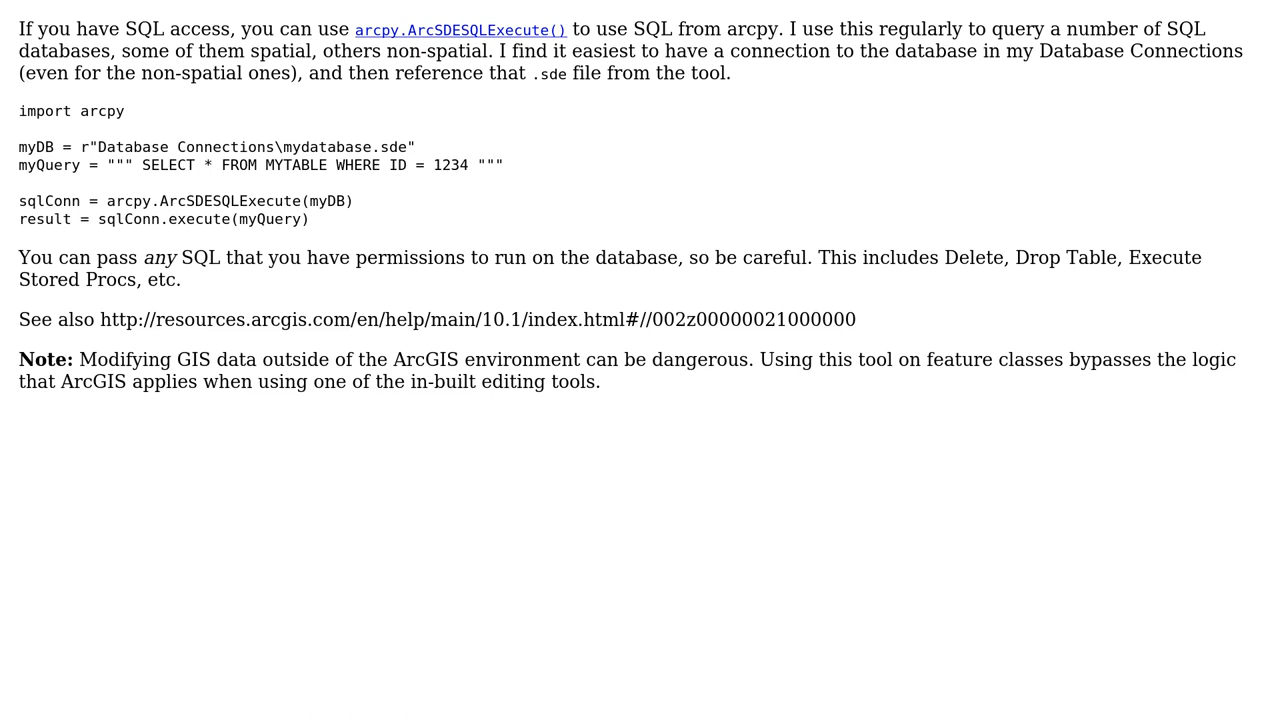 If you have SQL access, you can use arcpy.ArcSDESQLExecute() to use SQL from arcpy. I use this regularly to query a number of SQL
databases, some of them spatial, others non-spatial. I find it easiest to have a connection to the database in my Database Connections
(even for the non-spatial ones), and then reference that .sde file from the tool.
import arcpy
myDB = r"Database Connections\mydatabase.sde"
myQuery = """ SELECT * FROM MYTABLE WHERE ID = 1234 """
sqlConn = arcpy.ArcSDESQLExecute(myDB)
result = sqlConn.execute(myQuery)
You can pass any SQL that you have permissions to run on the database, so be careful. This includes Delete, Drop Table, Execute
Stored Procs, etc.
See also http://resources.arcgis.com/en/help/main/10.1/index.html#//002z00000021000000
Note: Modifying GIS data outside of the ArcGIS environment can be dangerous. Using this tool on feature classes bypasses the logic
that ArcGIS applies when using one of the in-built editing tools.